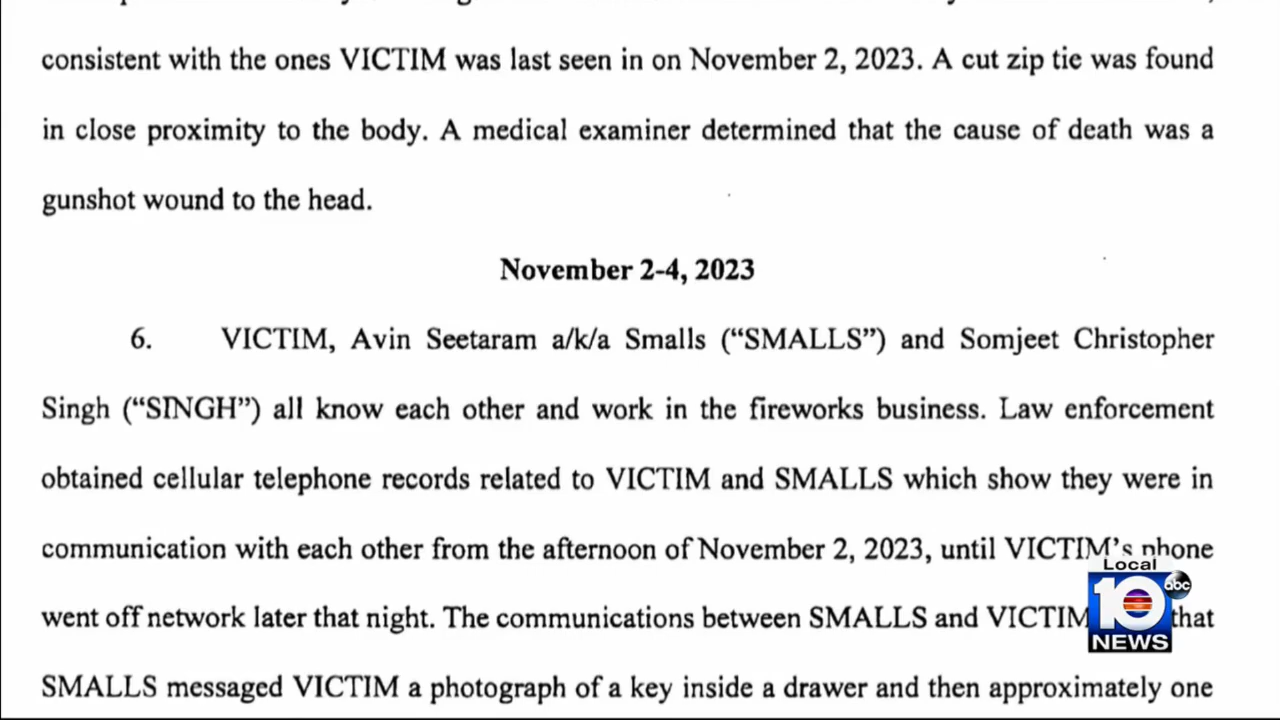 consistent with the ones VICTIM was last seen in on November 2, 2023. A cut zip tie was found
in close proximity to the body. A medical examiner determined that the cause of death was a
gunshot wound to the head.
November 2-4, 2023
6. VICTIM, Avin Seetaram a/k/a Smalls (“SMALLS”) and Somjeet Christopher
Singh (“SINGH”) all know each other and work in the fireworks business. Law enforcement
obtained cellular telephone records related to VICTIM and SMALLS which show they were in
communication with each other from the afternoon of November 2, 2023, until VICTIM’s phone
went off network later that night. The communications between SMALLS and VICTIM that
SMALLS messaged VICTIM a photograph of a key inside a drawer and then approximately one
Local
10
abc
NEWS